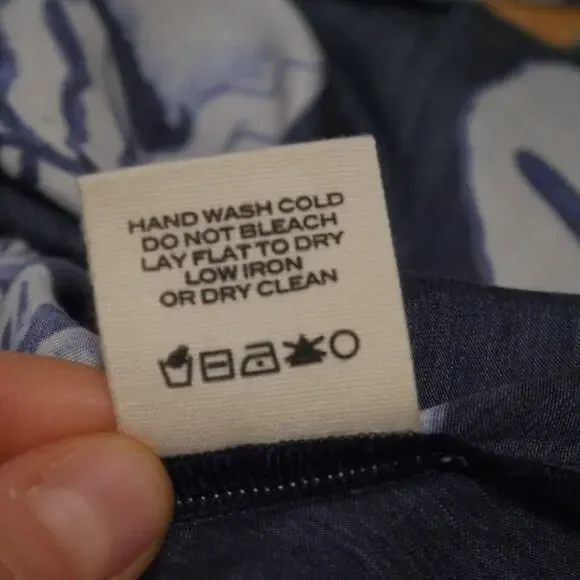 HAND WASH COLD
DO NOT BLEACH
LAY FLAT TO DRY
LOW IRON
OR DRY CLEAN